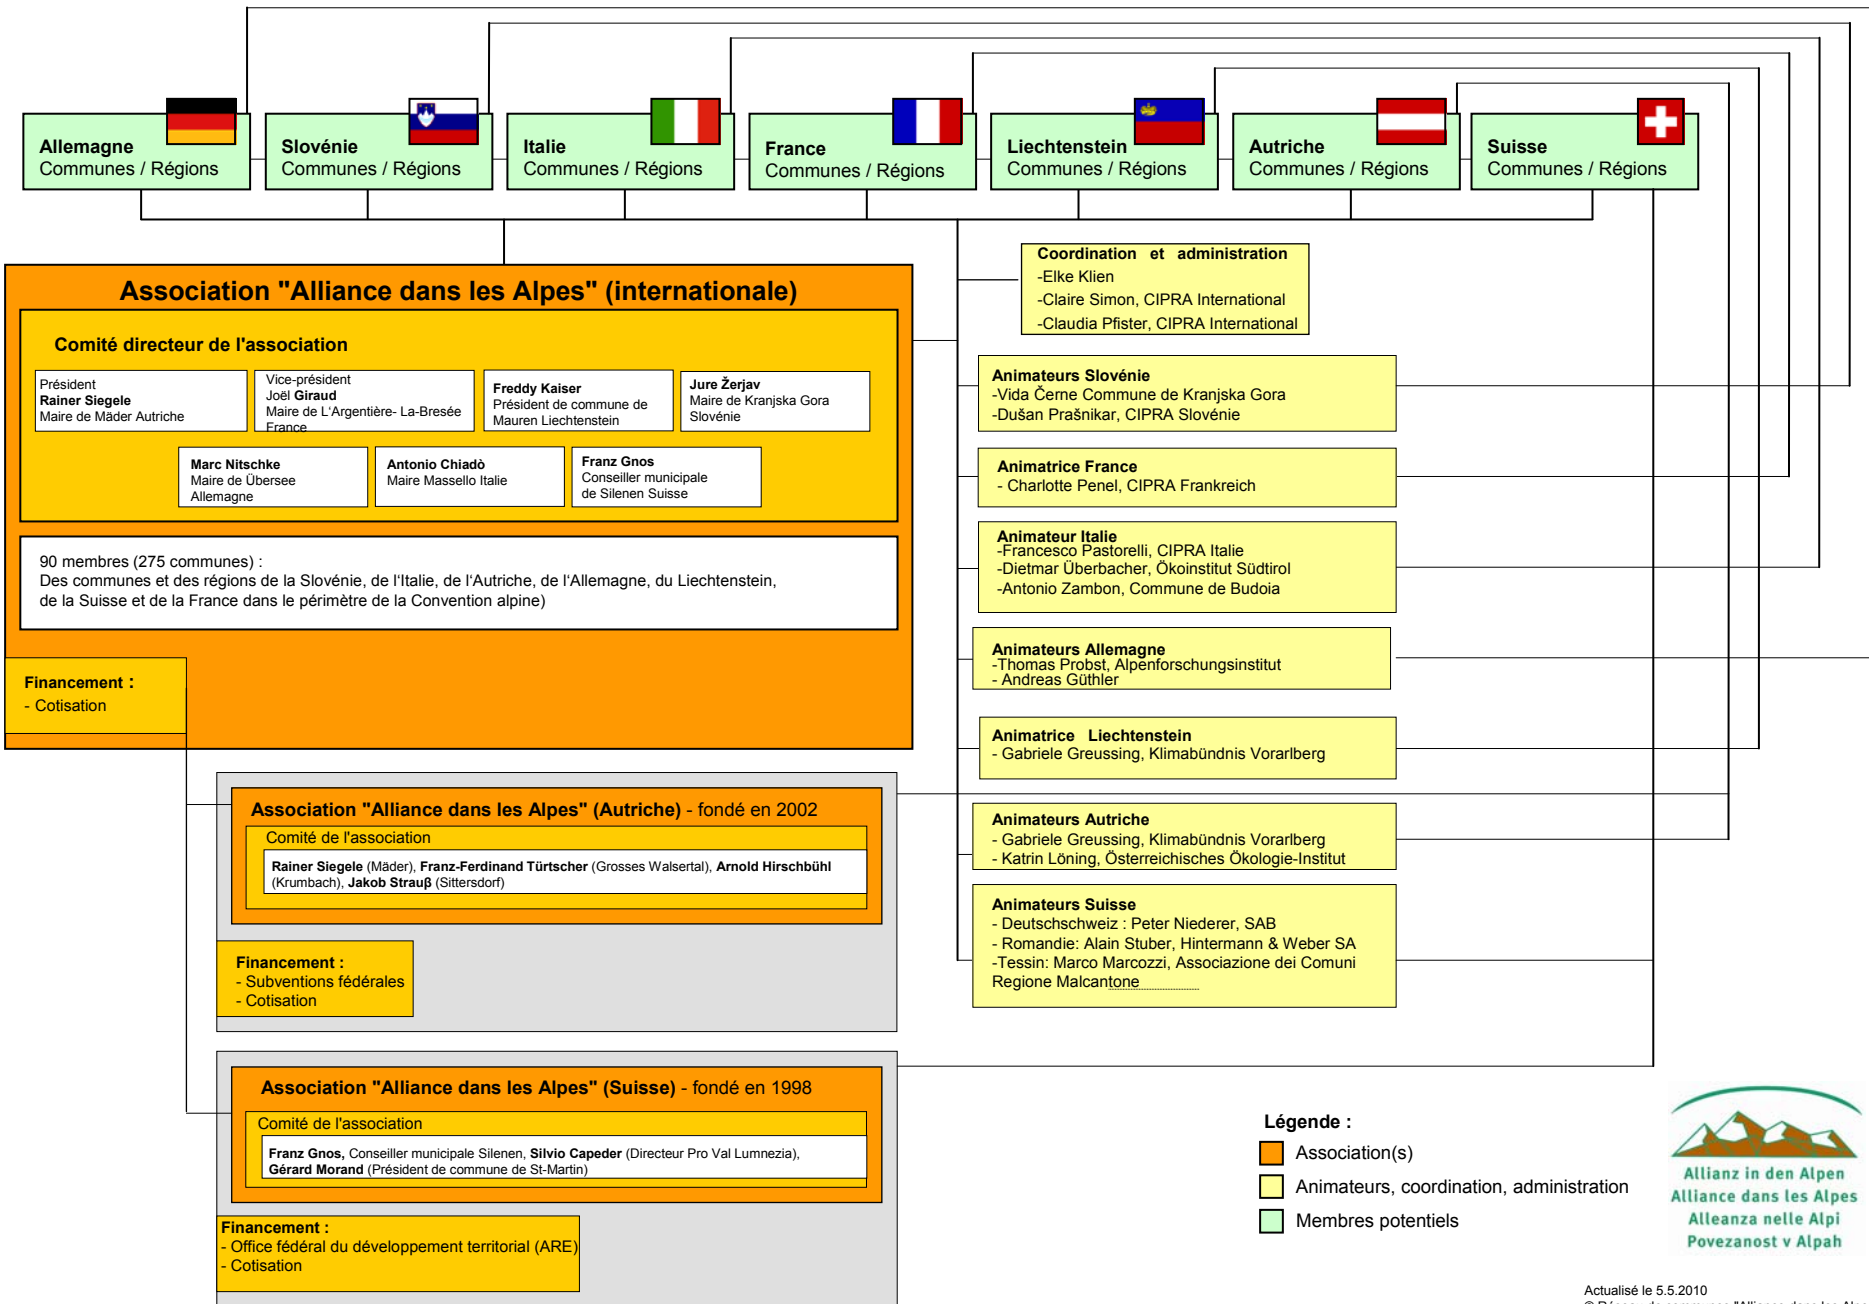 Allemagne
Communes / Régions
Slovénie
Communes / Régions
Italie
Communes / Régions
France
Communes / Régions
Liechtenstein
Communes / Régions
Autriche
Communes / Régions
Suisse
Communes / Régions
Association "Alliance dans les Alpes" (internationale)
Comité directeur de l'association
Président
Rainer Siegele
Maire de Mäder Autriche
Vice-président
Joël Giraud
Maire de L'Argentière- La-Bresée
France
Freddy Kaiser
Président de commune de
Mauren Liechtenstein
Jure Žerjav
Maire de Kranjska Gora
Slovénie
Marc Nitschke
Maire de Übersee
Allemagne
Antonio Chiadò
Maire Massello Italie
Franz Gnos
Conseiller municipale
de Silenen Suisse
90 membres (275 communes) :
Des communes et des régions de la Slovénie, de l'Italie, de l'Autriche, de l'Allemagne, du Liechtenstein,
de la Suisse et de la France dans le périmètre de la Convention alpine)
Financement :
- Cotisation
Coordination et administration
-Elke Klien
-Claire Simon, CIPRA International
-Claudia Pfister, CIPRA International
Animateurs Slovénie
-Vida Černe Commune de Kranjska Gora
-Dušan Prašnikar, CIPRA Slovénie
Animatrice France
- Charlotte Penel, CIPRA Frankreich
Animateur Italie
-Francesco Pastorelli, CIPRA Italie
-Dietmar Überbacher, Ökoinstitut Südtirol
-Antonio Zambon, Commune de Budoia
Animateurs Allemagne
-Thomas Probst, Alpenforschungsinstitut
- Andreas Güthler
Animatrice Liechtenstein
- Gabriele Greussing, Klimabündnis Vorarlberg
Animateurs Autriche
- Gabriele Greussing, Klimabündnis Vorarlberg
- Katrin Löning, Österreichisches Ökologie-Institut
Animateurs Suisse
- Deutschschweiz : Peter Niederer, SAB
- Romandie: Alain Stuber, Hintermann & Weber SA
-Tessin: Marco Marcozzi, Associazione dei Comuni
Regione Malcantone
Association "Alliance dans les Alpes" (Autriche) - fondé en 2002
Comité de l'association
Rainer Siegele (Mäder), Franz-Ferdinand Türtscher (Grosses Walsertal), Arnold Hirschbühl
(Krumbach), Jakob Strauβ (Sittersdorf)
Financement :
- Subventions fédérales
- Cotisation
Association "Alliance dans les Alpes" (Suisse) - fondé en 1998
Comité de l'association
Franz Gnos, Conseiller municipale Silenen, Silvio Capeder (Directeur Pro Val Lumnezia),
Gérard Morand (Président de commune de St-Martin)
Financement :
- Office fédéral du développement territorial (ARE)
- Cotisation
Légende :
Association(s)
Animateurs, coordination, administration
Membres potentiels
Allianz in den Alpen
Alliance dans les Alpes
Alleanza nelle Alpi
Povezanost v Alpah
Actualisé le 5.5.2010